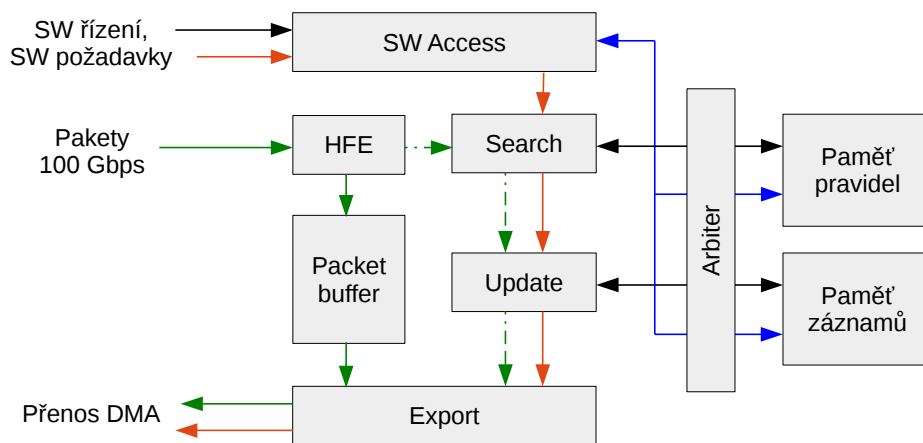 SW řízení,
SW požadavky
SW Access
Pakety
100 Gbps
HFE
Search
Arbiter
Paměť
pravidel
Packet
buffer
Update
Paměť
záznamů
Přenos DMA
Export